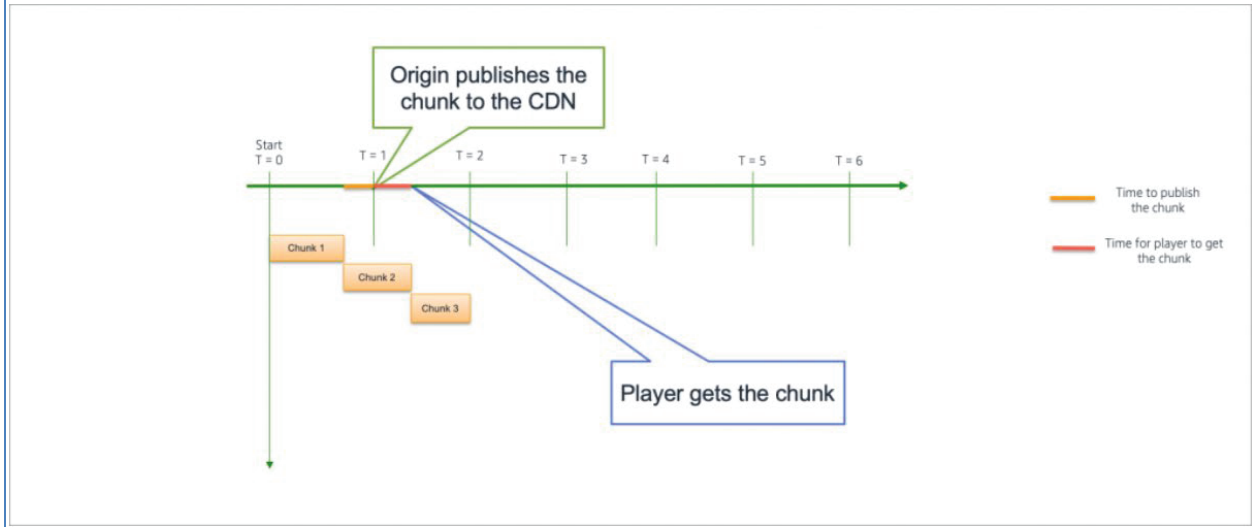 Origin publishes the
chunk to the CDN
Start
T = 0
T = 1
T = 2
T = 3
T = 4
T = 5
T = 6
Time to publish
the chunk
Time for player to get
the chunk
Chunk 1
Chunk 2
Chunk 3
Player gets the chunk